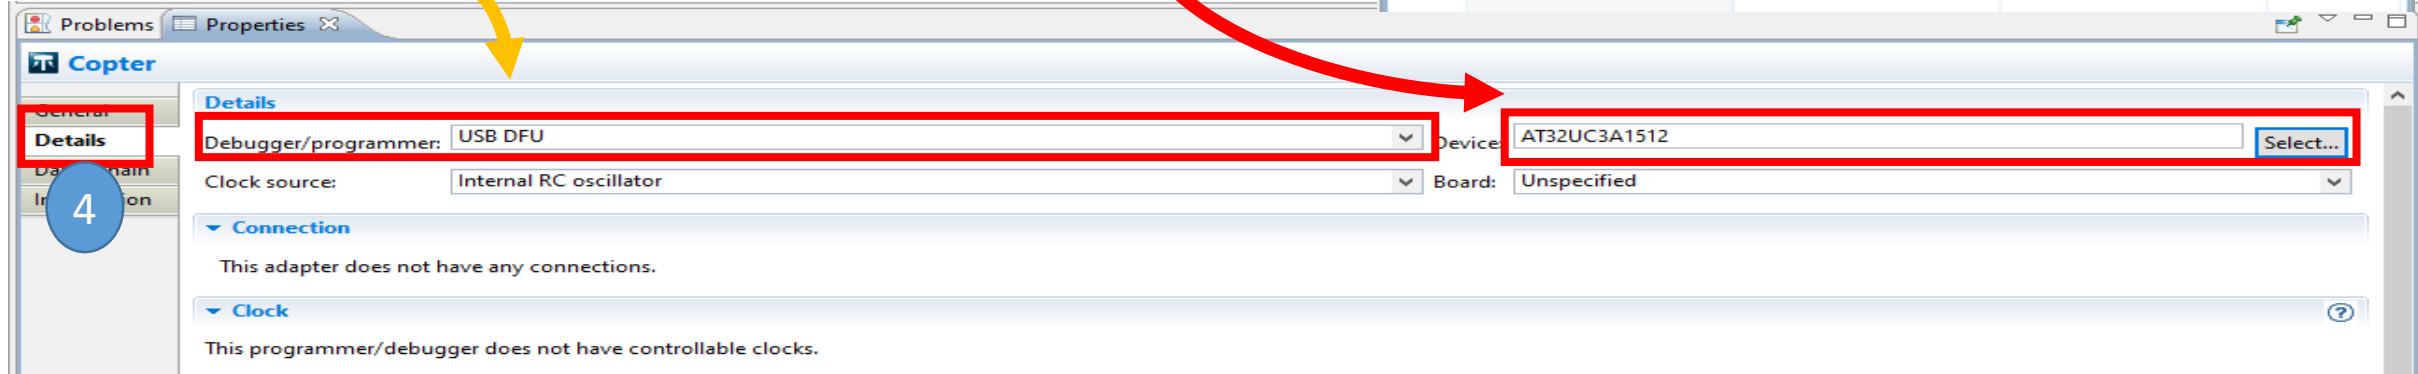 Problems Properties
Copter
General
Details
4
Details
Debugger/programmer: USB DFU Device: AT32UC3A1512 Select...
Clock source: Internal RC oscillator Board: Unspecified
Connection
This adapter does not have any connections.
Clock
This programmer/debugger does not have controllable clocks.